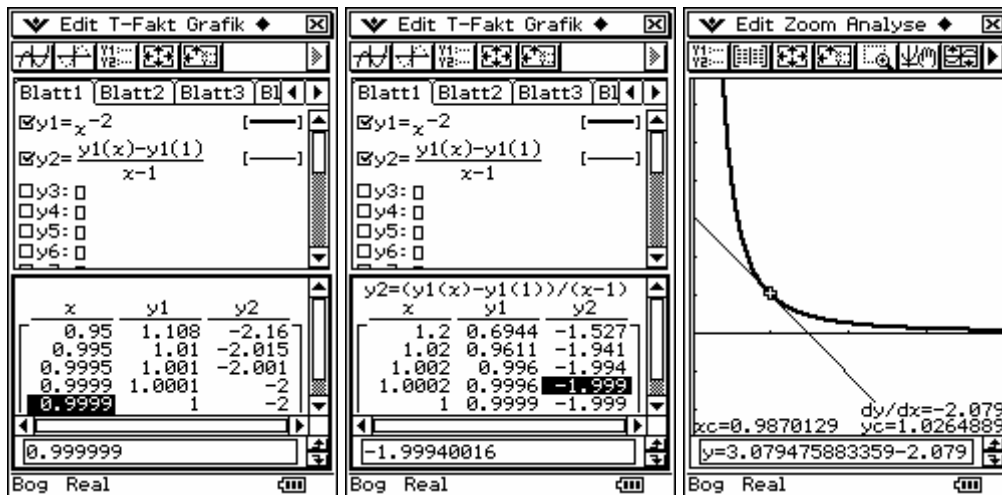 Edit T-Fakt Grafik
Blatt1 Blatt2 Blatt3 Bl
y1=x^-2 [—]
y2=(y1(x)-y1(1))/(x-1) [—]
y3:
y4:
y5:
y6:
x y1 y2
0.95 1.108 -2.16
0.995 1.01 -2.015
0.9995 1.001 -2.001
0.9999 1.0001 -2
0.9999 1 -2
0.999999
Bog Real
Edit T-Fakt Grafik
Blatt1 Blatt2 Blatt3 Bl
y1=x^-2 [—]
y2=(y1(x)-y1(1))/(x-1) [—]
y3:
y4:
y5:
y6:
y2=(y1(x)-y1(1))/(x-1)
x y1 y2
1.2 0.6944 -1.527
1.02 0.9611 -1.941
1.002 0.996 -1.994
1.0002 0.9996 -1.999
1 0.9999 -1.999
-1.99940016
Bog Real
Edit Zoom Analyse
Y1: Y2:
dy/dx=-2.079
xc=0.9870129 yc=1.0264889
y=3.079475883359-2.079
Bog Real